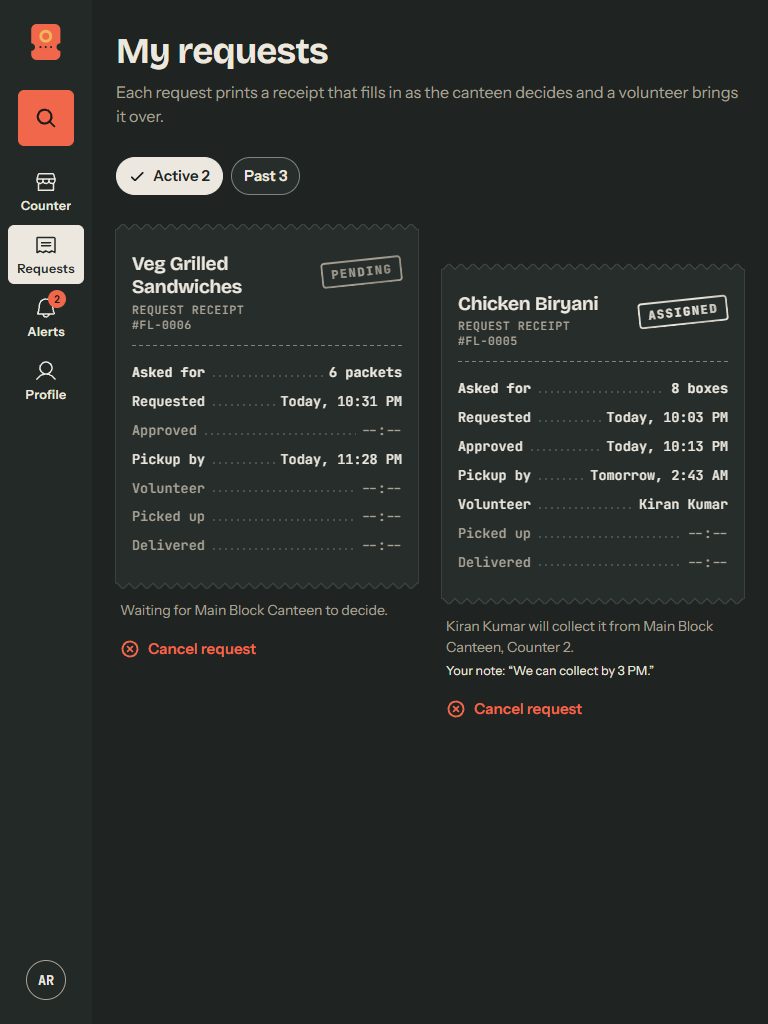 Counter
Requests
2
Alerts
Profile
AR
My requests
Each request prints a receipt that fills in as the canteen decides and a volunteer brings
it over.
Active 2
Past 3
Veg Grilled
Sandwiches
PENDING
REQUEST RECEIPT
#FL-0006
Asked for ................ 6 packets
Requested ......... Today, 10:31 PM
Approved ..................... --:--
Pickup by ......... Today, 11:28 PM
Volunteer .................... --:--
Picked up .................... --:--
Delivered .................... --:--
Waiting for Main Block Canteen to decide.
Cancel request
Chicken Biryani
ASSIGNED
REQUEST RECEIPT
#FL-0005
Asked for ................... 8 boxes
Requested ......... Today, 10:03 PM
Approved .......... Today, 10:13 PM
Pickup by ....... Tomorrow, 2:43 AM
Volunteer ............. Kiran Kumar
Picked up .................... --:--
Delivered .................... --:--
Kiran Kumar will collect it from Main Block
Canteen, Counter 2.
Your note: “We can collect by 3 PM.”
Cancel request